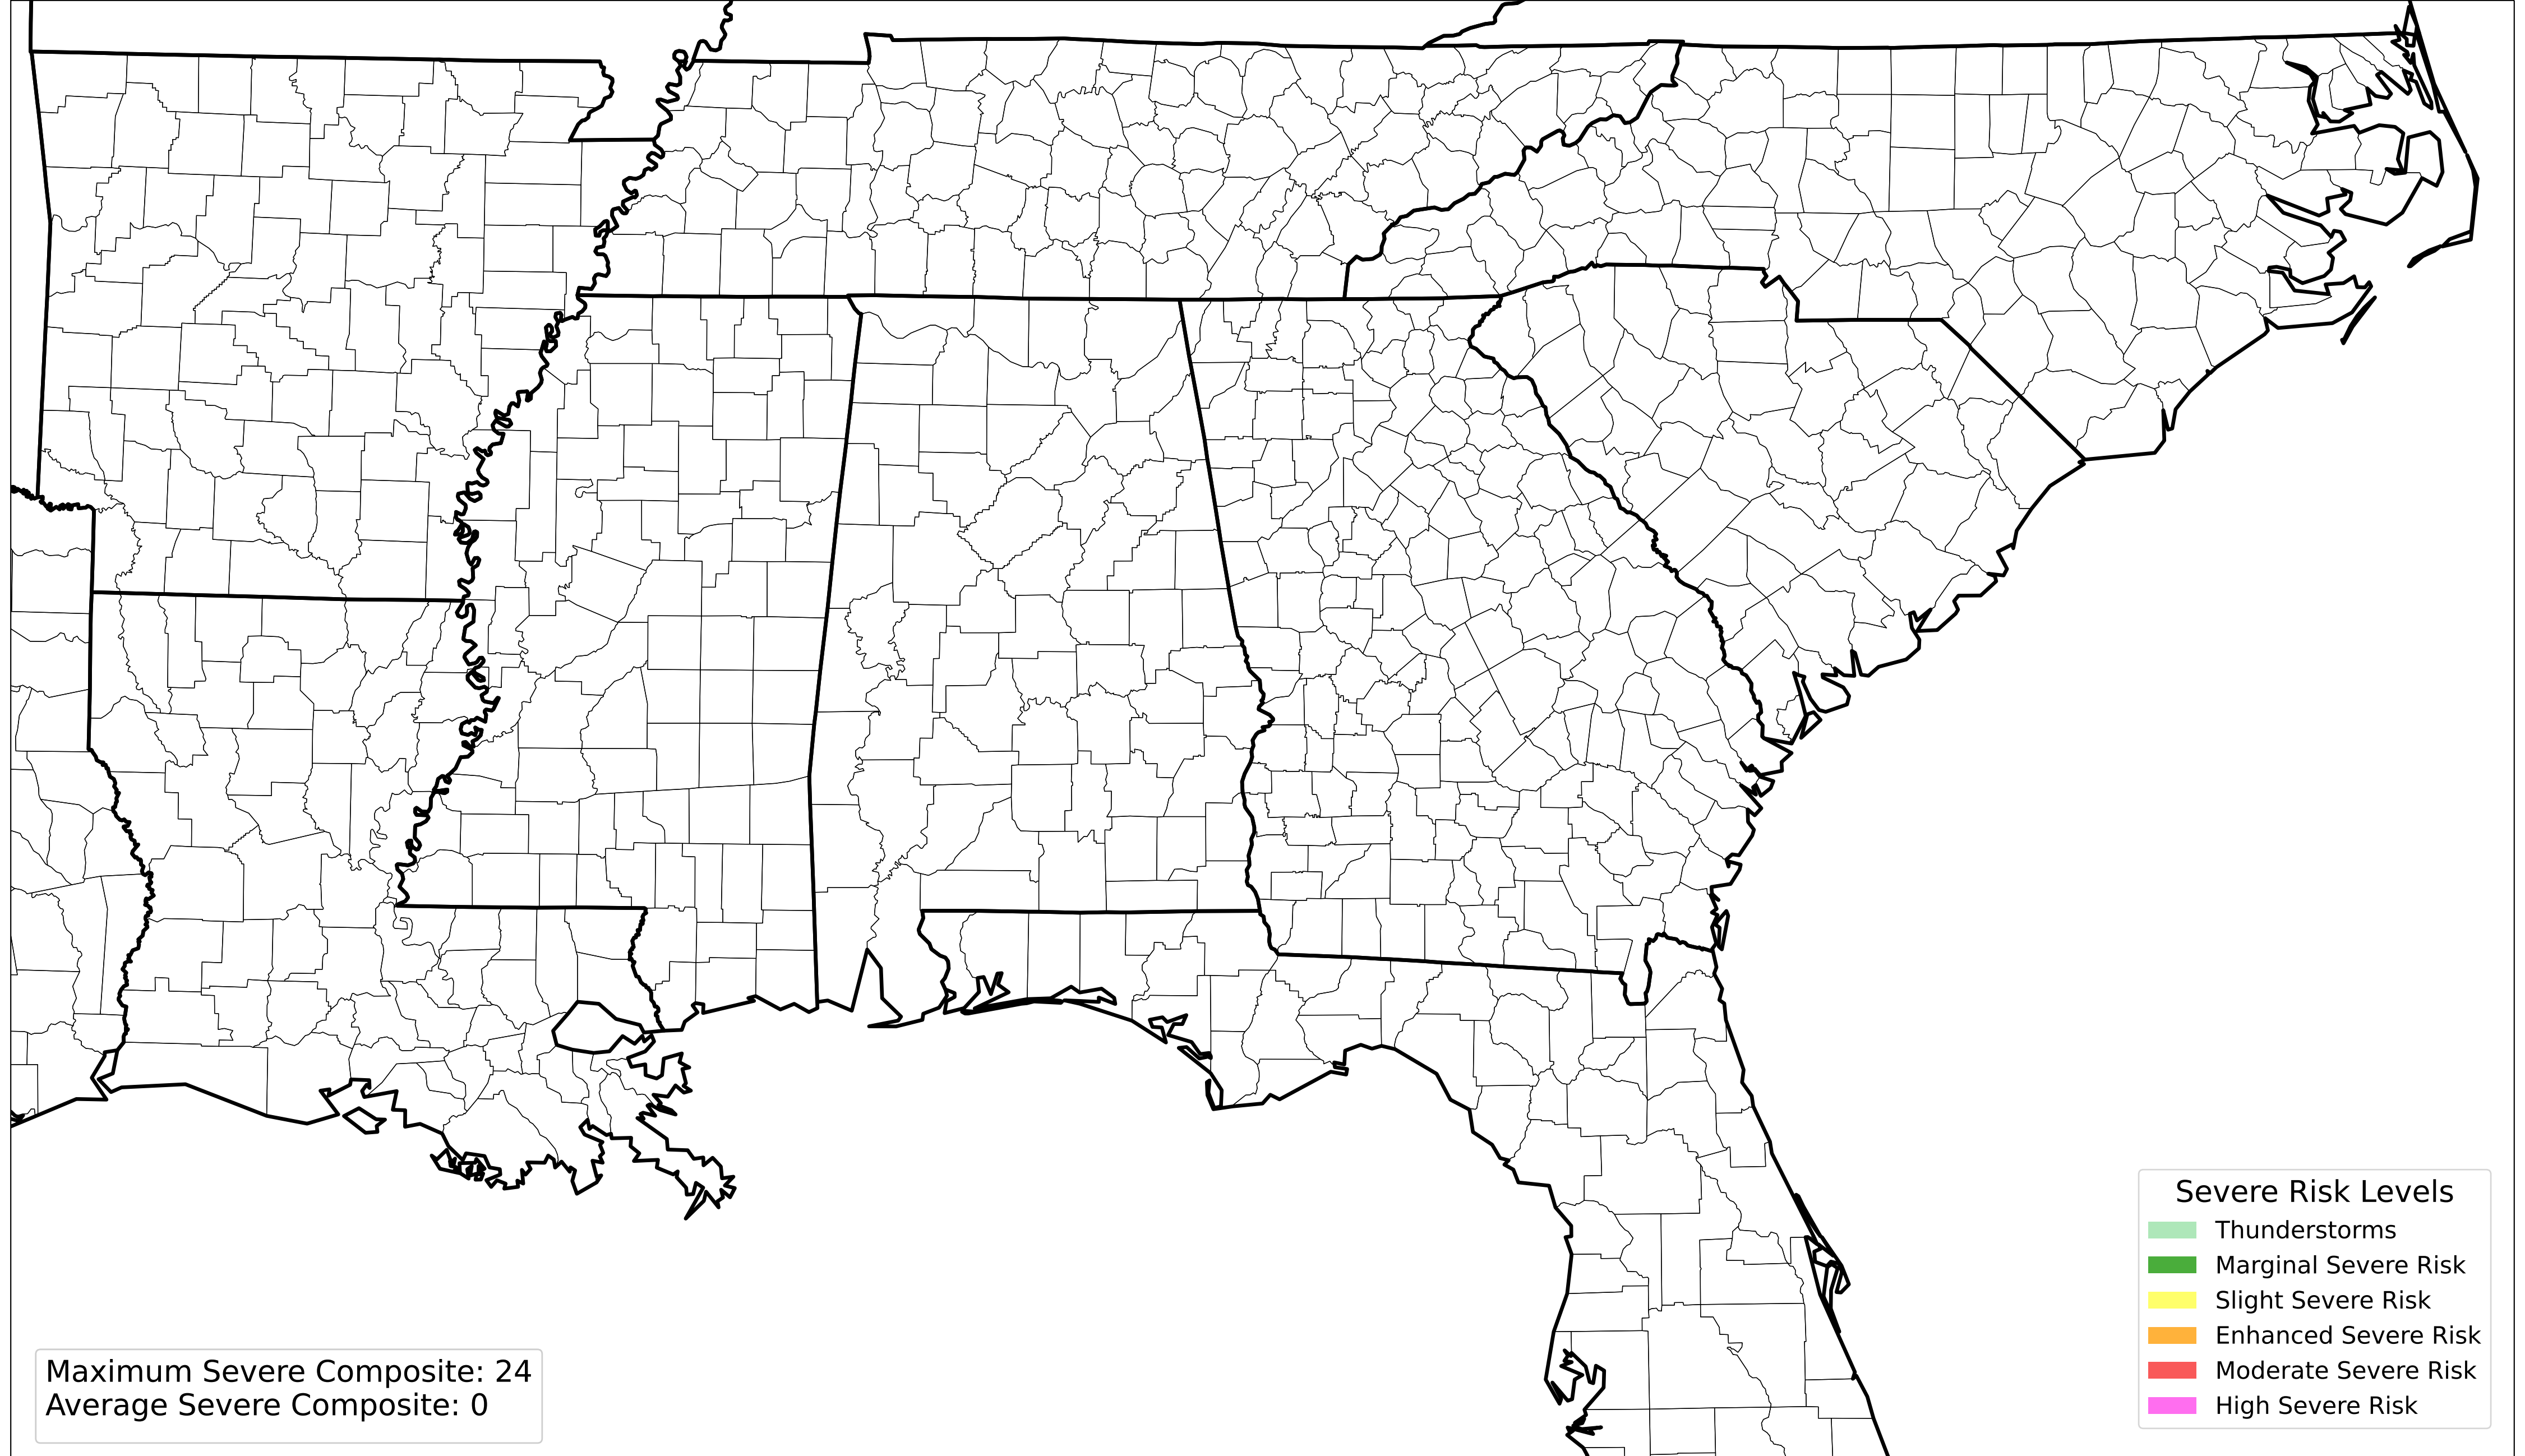 Severe Risk Levels
Thunderstorms
Marginal Severe Risk
Slight Severe Risk
Enhanced Severe Risk
Moderate Severe Risk
High Severe Risk
Maximum Severe Composite: 24
Average Severe Composite: 0